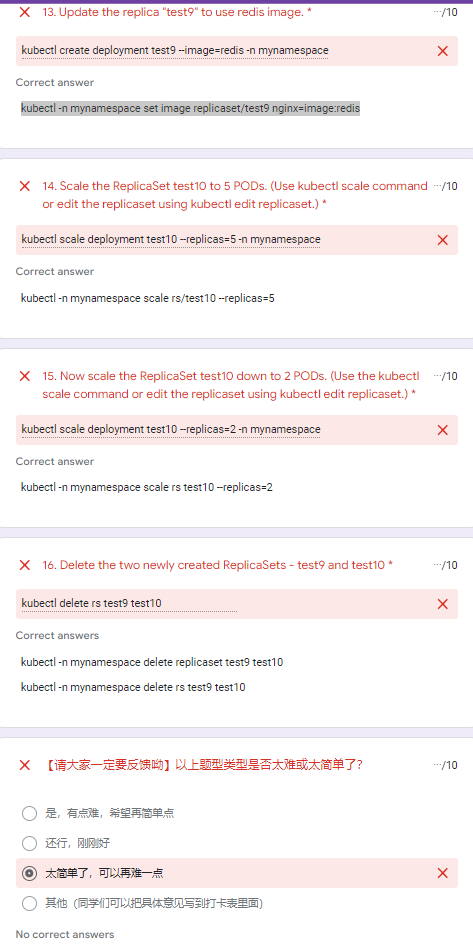 13. Update the replica "test9" to use redis image. *
···/10
kubectl create deployment test9 --image=redis -n mynamespace
Correct answer
kubectl -n mynamespace set image replicaset/test9 nginx=image:redis
14. Scale the ReplicaSet test10 to 5 PODs. (Use kubectl scale command
or edit the replicaset using kubectl edit replicaset.) *
···/10
kubectl scale deployment test10 --replicas=5 -n mynamespace
Correct answer
kubectl -n mynamespace scale rs/test10 --replicas=5
15. Now scale the ReplicaSet test10 down to 2 PODs. (Use the kubectl
scale command or edit the replicaset using kubectl edit replicaset.) *
···/10
kubectl scale deployment test10 --replicas=2 -n mynamespace
Correct answer
kubectl -n mynamespace scale rs test10 --replicas=2
16. Delete the two newly created ReplicaSets - test9 and test10 *
···/10
kubectl delete rs test9 test10
Correct answers
kubectl -n mynamespace delete replicaset test9 test10
kubectl -n mynamespace delete rs test9 test10
【请大家一定要反馈呦】以上题型类型是否太难或太简单了?
···/10
是，有点难，希望再简单点
还行，刚刚好
太简单了，可以再难一点
其他（同学们可以把具体意见写到打卡表里面）
No correct answers